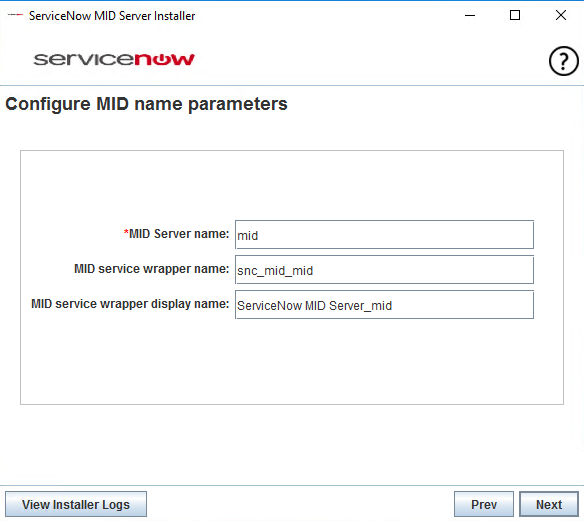 ServiceNow MID Server Installer
servicenow
?
Configure MID name parameters
*MID Server name: mid
MID service wrapper name: snc_mid_mid
MID service wrapper display name: ServiceNow MID Server_mid
View Installer Logs Prev Next